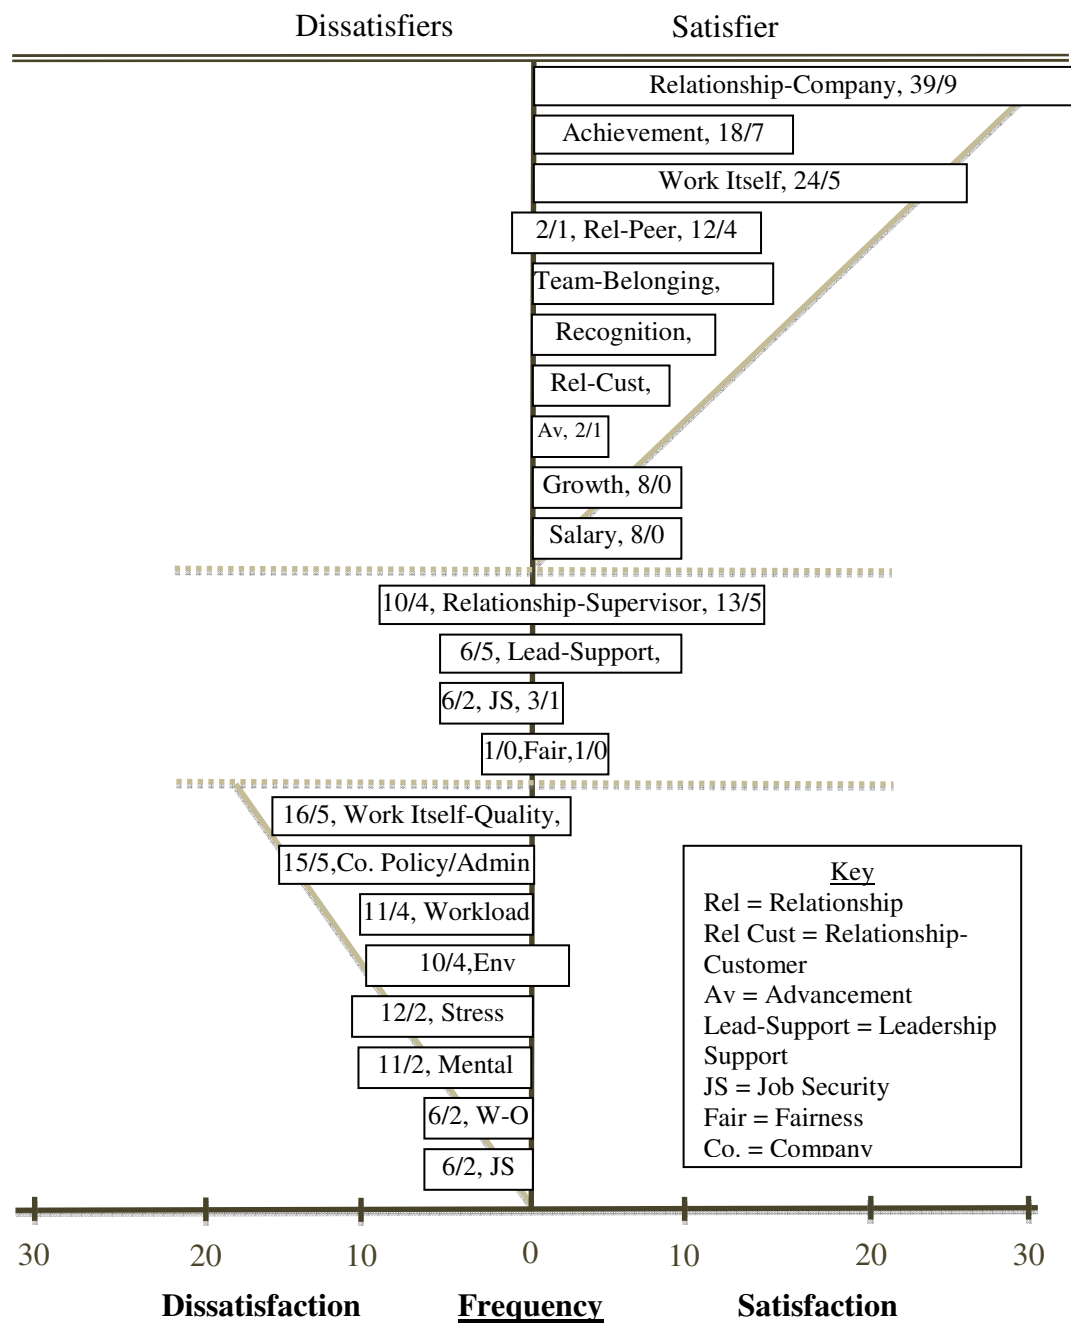 Dissatisfiers Satisfier
Relationship-Company, 39/9
Achievement, 18/7
Work Itself, 24/5
2/1, Rel-Peer, 12/4
Team-Belonging,
Recognition,
Rel-Cust,
Av, 2/1
Growth, 8/0
Salary, 8/0
10/4, Relationship-Supervisor, 13/5
6/5, Lead-Support,
6/2, JS, 3/1
1/0,Fair,1/0
16/5, Work Itself-Quality,
15/5,Co. Policy/Admin
11/4, Workload
10/4,Env
12/2, Stress
11/2, Mental
6/2, W-O
6/2, JS
Key
Rel = Relationship
Rel Cust = Relationship-
Customer
Av = Advancement
Lead-Support = Leadership
Support
JS = Job Security
Fair = Fairness
Co. = Company
30 20 10 0 10 20 30
Dissatisfaction Frequency Satisfaction